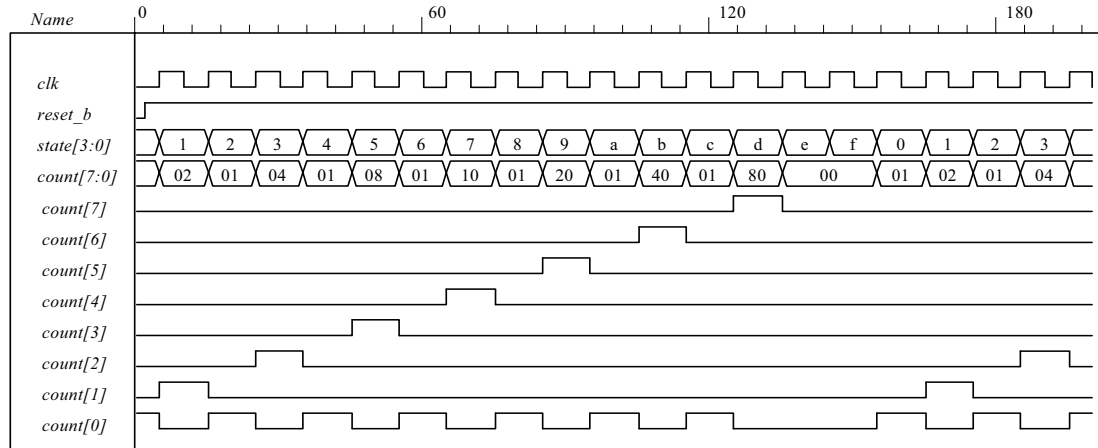 Name 0 60 120 180
clk
reset_b
state[3:0] 1 2 3 4 5 6 7 8 9 a b c d e f 0 1 2 3
count[7:0] 02 01 04 01 08 01 10 01 20 01 40 01 80 00 01 02 01 04
count[7]
count[6]
count[5]
count[4]
count[3]
count[2]
count[1]
count[0]